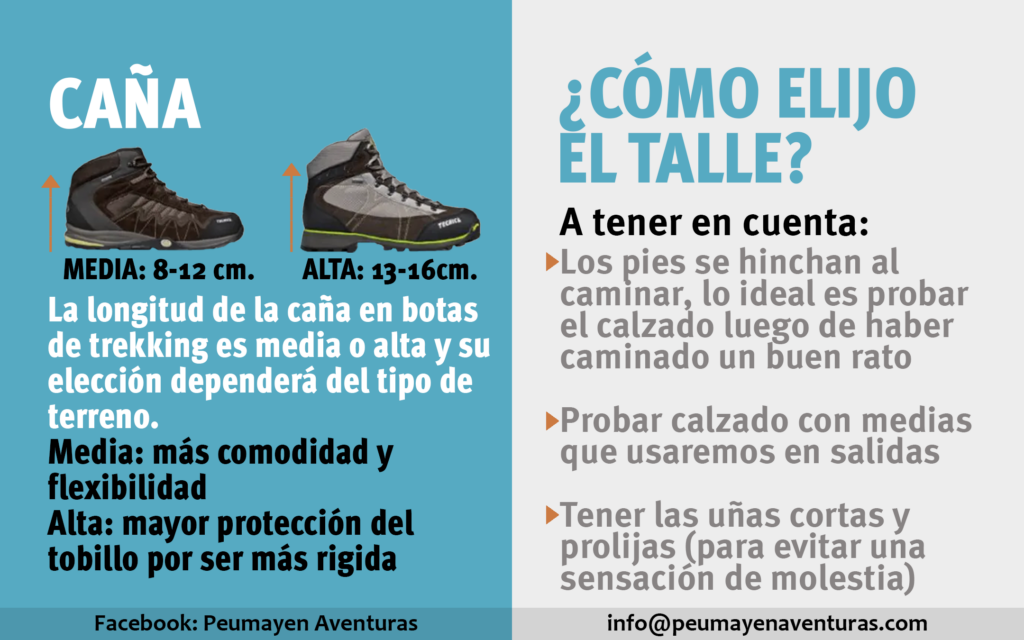 CAÑA
TECNICA
MEDIA: 8-12 cm.
ALTA: 13-16cm.
La longitud de la caña en botas
de trekking es media o alta y su
elección dependerá del tipo de
terreno.
Media: más comodidad y
flexibilidad
Alta: mayor protección del
tobillo por ser más rigida
Facebook: Peumayen Aventuras
¿CÓMO ELIJO
EL TALLE?
A tener en cuenta:
Los pies se hinchan al
caminar, lo ideal es probar
el calzado luego de haber
caminado un buen rato
Probar calzado con medias
que usaremos en salidas
Tener las uñas cortas y
prolijas (para evitar una
sensación de molestia)
info@peumayenaventuras.com